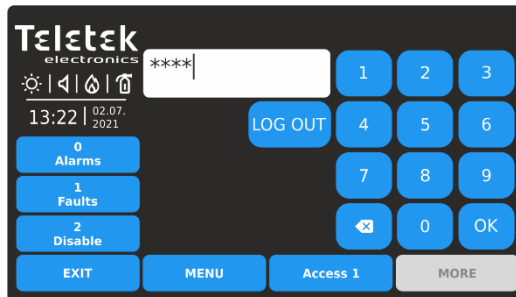 Teletek
electronics
13:22 02.07.
2021
****
LOG OUT
1 2 3
4 5 6
7 8 9
0 OK
0
Alarms
1
Faults
2
Disable
EXIT MENU Access 1 MORE